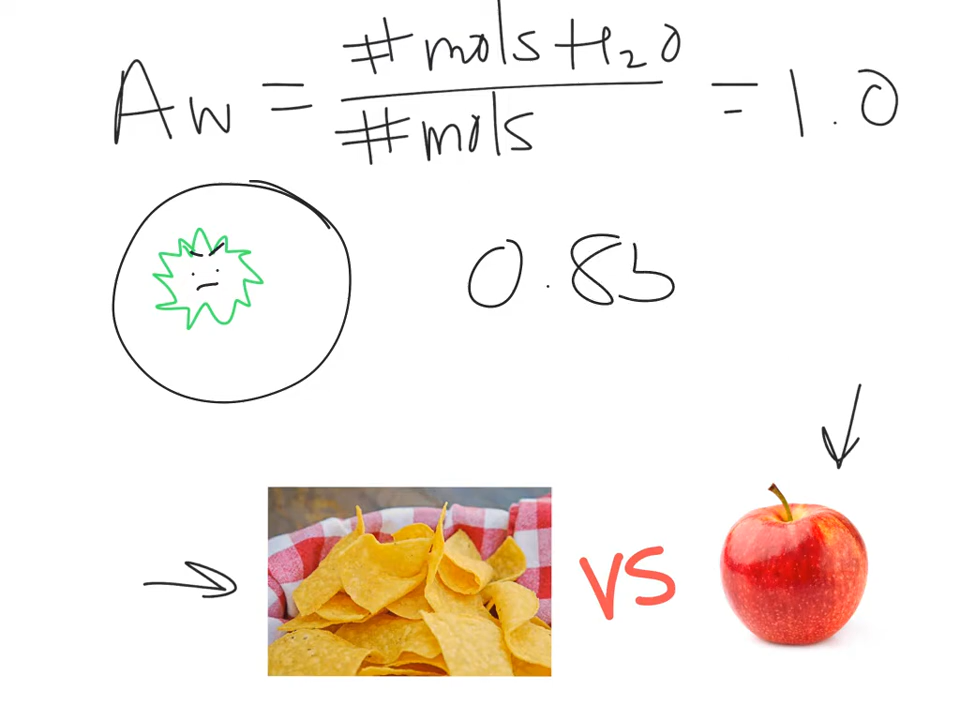 Aw = #mols H₂O / #mols = 1.0
0.85
VS